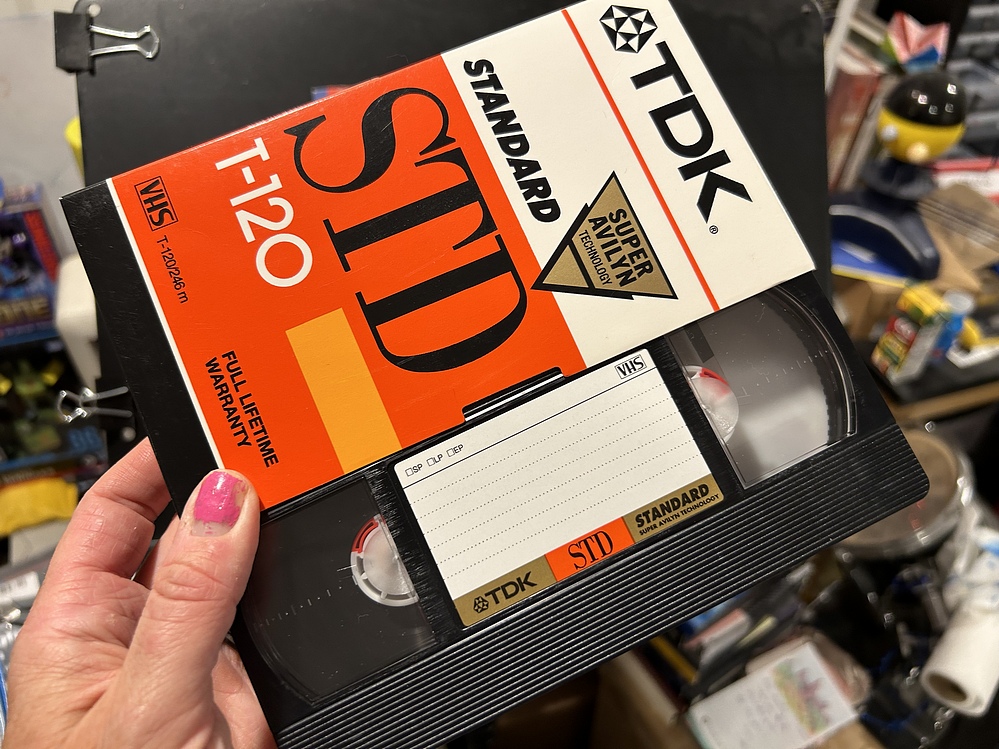 TDK®
SUPER
AVILYN
TECHNOLOGY
STANDARD
STD
T-120
VHS T-120/246 m
FULL LIFETIME
WARRANTY
VHS
□SP □LP □EP
TDK STD STANDARD
SUPER AVILYN TECHNOLOGY